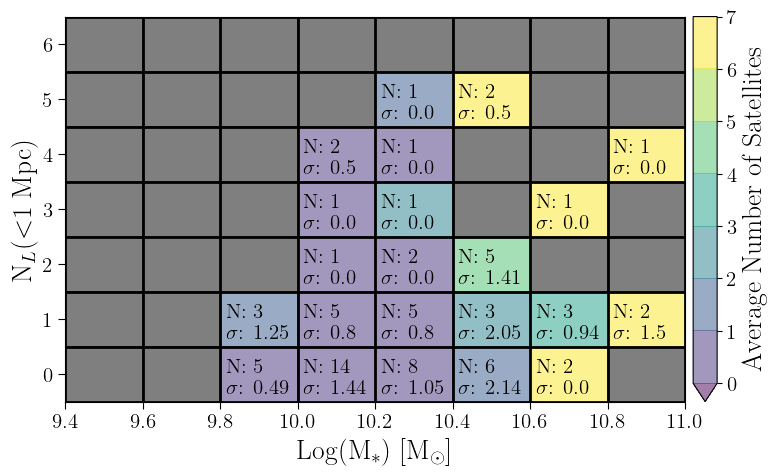 7
6
5
N: 1
N: 2
σ: 0.0
σ: 0.5
4
N: 2
N: 1
N: 1
σ: 0.5
σ: 0.0
σ: 0.0
3
N: 1
N: 1
N: 1
σ: 0.0
σ: 0.0
σ: 0.0
2
N: 1
N: 2
N: 5
σ: 0.0
σ: 0.0
σ: 1.41
1
N: 3
N: 5
N: 5
N: 3
N: 3
N: 2
σ: 1.25
σ: 0.8
σ: 0.8
σ: 2.05
σ: 0.94
σ: 1.5
0
N: 5
N: 14
N: 8
N: 6
N: 2
σ: 0.49
σ: 1.44
σ: 1.05
σ: 2.14
σ: 0.0
9.4
9.6
9.8
10.0
10.2
10.4
10.6
10.8
11.0
Log(M*) [M⊙]
N_L(<1 Mpc)
6
5
4
3
2
1
0
Average Number of Satellites